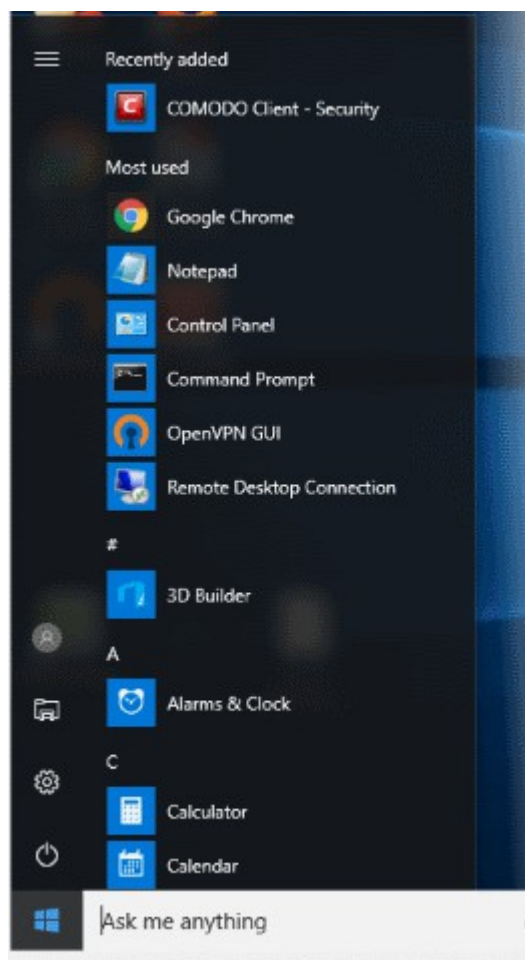 Recently added
COMODO Client - Security
Most used
Google Chrome
Notepad
Control Panel
Command Prompt
OpenVPN GUI
Remote Desktop Connection
#
3D Builder
A
Alarms & Clock
C
Calculator
Calendar
Ask me anything